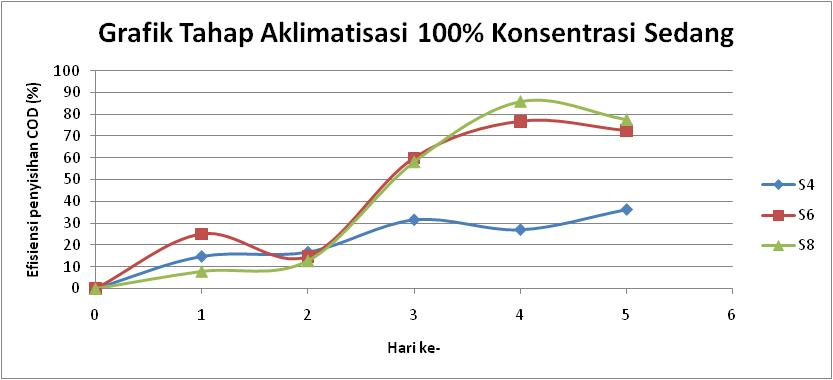 Grafik Tahap Aklimatisasi 100% Konsentrasi Sedang
Efisiensi penyisihan COD (%)
100
90
80
70
60
50
40
30
20
10
0
0 1 2 3 4 5 6
Hari ke-
S4
S6
S8